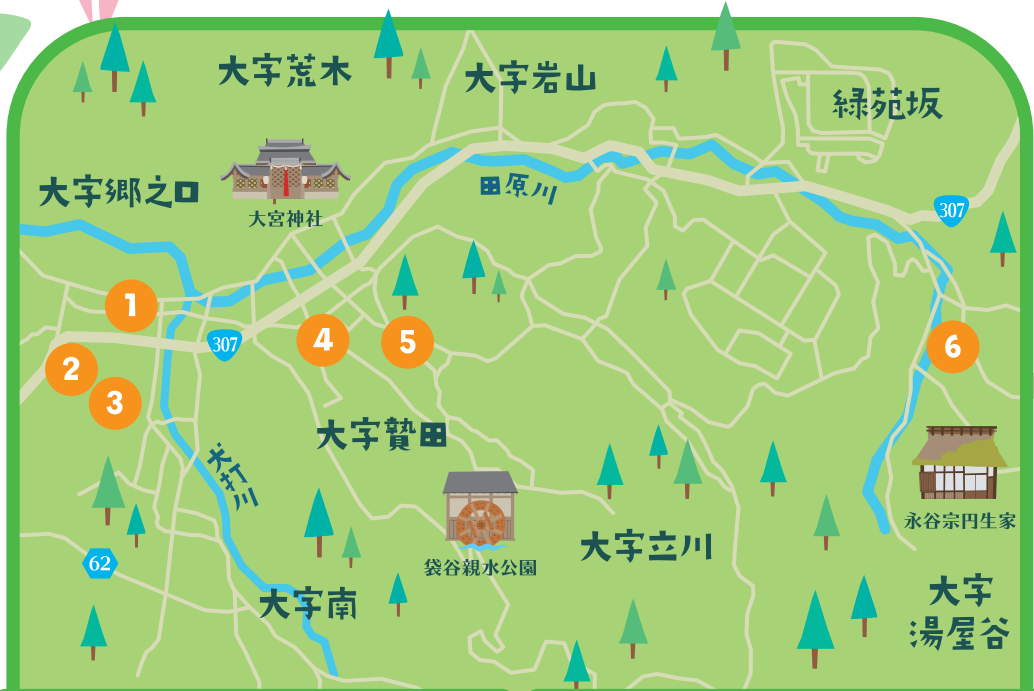 大字荒木
大字岩山
緑苑坂
大字郷之口
大宮神社
田原川
307
1
307
4
5
6
2
3
大字贄田
犬打川
永谷宗円生家
袋谷親水公園
大字立川
62
大字南
大字
湯屋谷